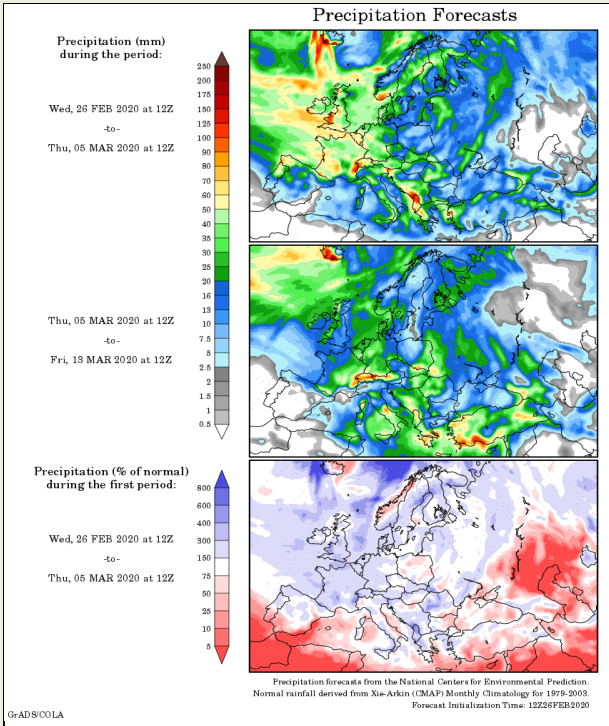 Precipitation Forecasts
Precipitation (mm)
during the period:
Wed, 26 FEB 2020 at 12Z
-to-
Thu, 05 MAR 2020 at 12Z
250
200
175
150
125
100
90
80
70
60
50
40
35
30
25
20
16
13
10
7.5
5
2.5
2
1.5
1
0.5
Thu, 05 MAR 2020 at 12Z
-to-
Fri, 13 MAR 2020 at 12Z
Precipitation (% of normal)
during the first period:
Wed, 26 FEB 2020 at 12Z
-to-
Thu, 05 MAR 2020 at 12Z
800
600
400
300
150
75
50
25
10
5
Precipitation forecasts from the National Centers for Environmental Prediction.
Normal rainfall derived from Xie-Arkin (CMAP) Monthly Climatology for 1979-2003.
Forecast Initialization Time: 12Z26FEB2020
GrADS/COLA